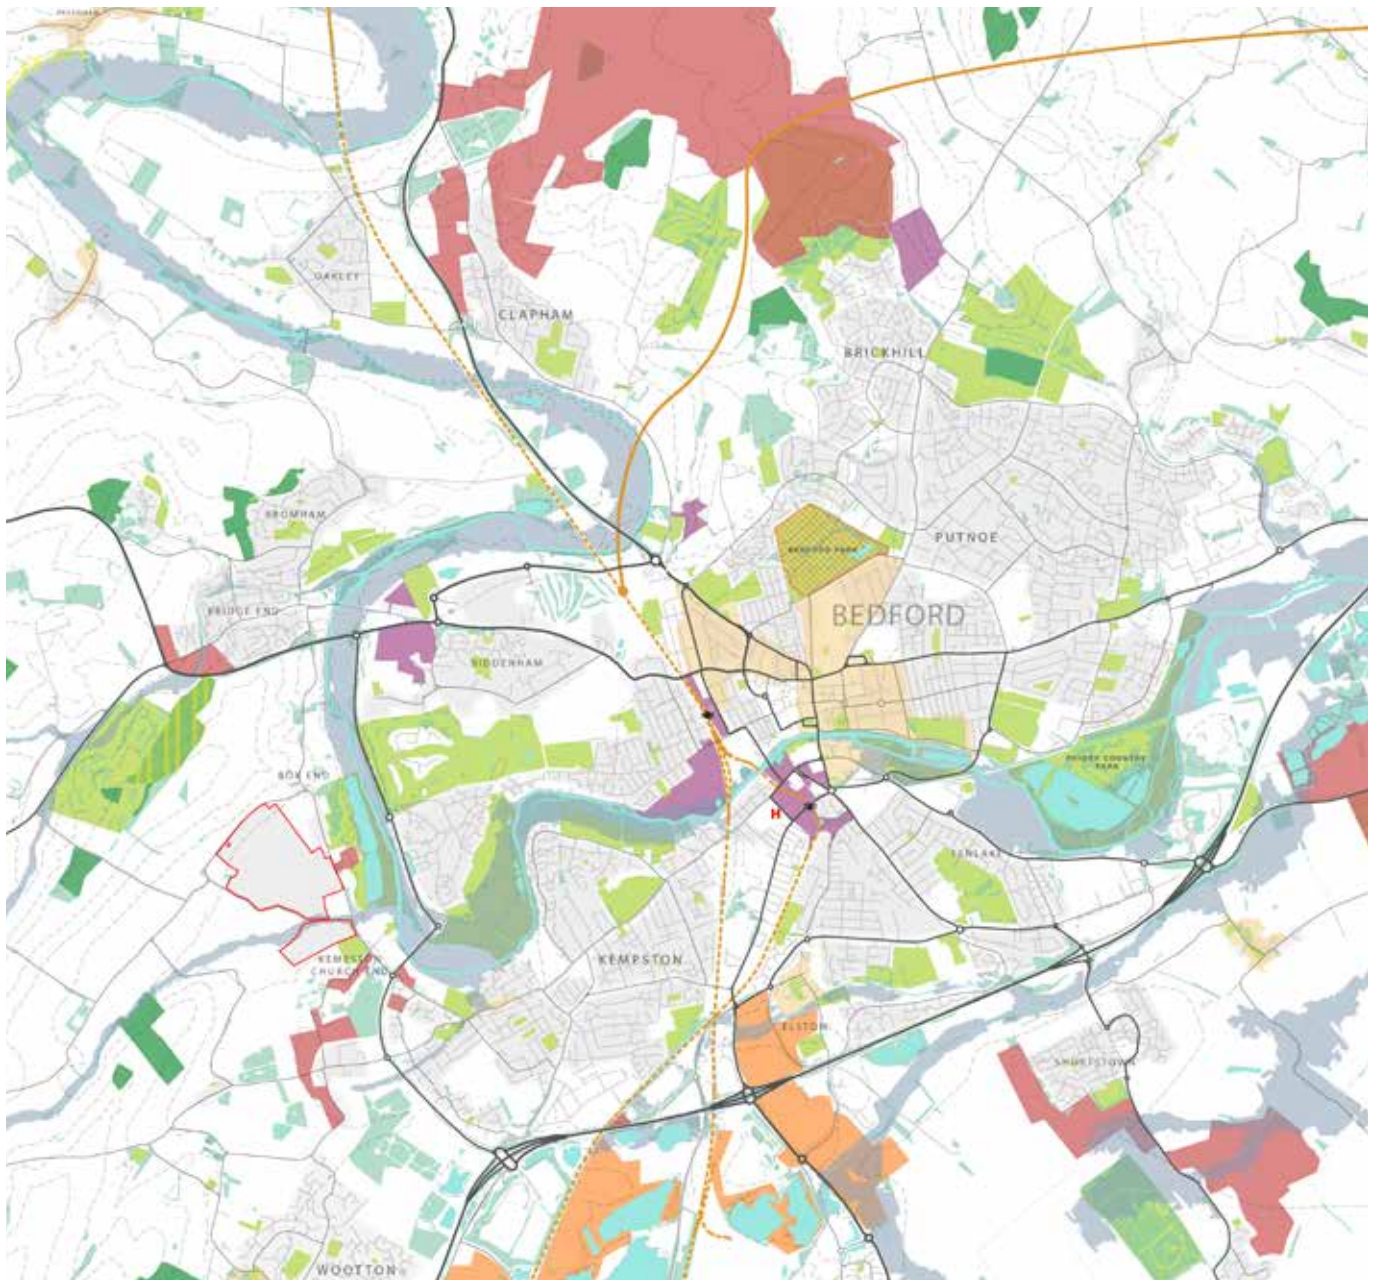 OAKLEY
CLAPHAM
BRICKHILL
BROMHAM
PUTNOE
BEDFORD PARK
BRIDGE END
BEDFORD
BIDDENHAM
BOX END
PRIORY COUNTRY
PARK
H
FENLAKE
KEMPSTON
CHURCH END
KEMPSTON
ELSTOW
SHORTSTOWN
WOOTTON